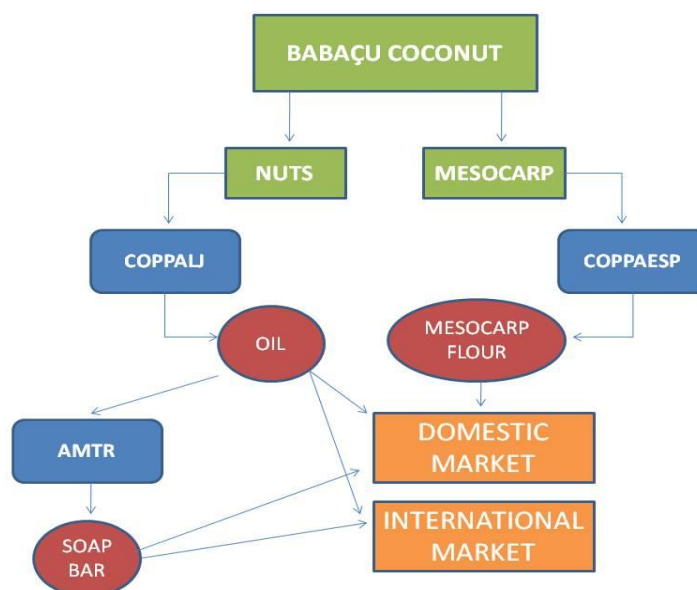 BABAÇU COCONUT
NUTS
MESOCARP
COPPALJ
COPPAESP
OIL
MESOCARP
FLOUR
AMTR
DOMESTIC
MARKET
SOAP
BAR
INTERNATIONAL
MARKET